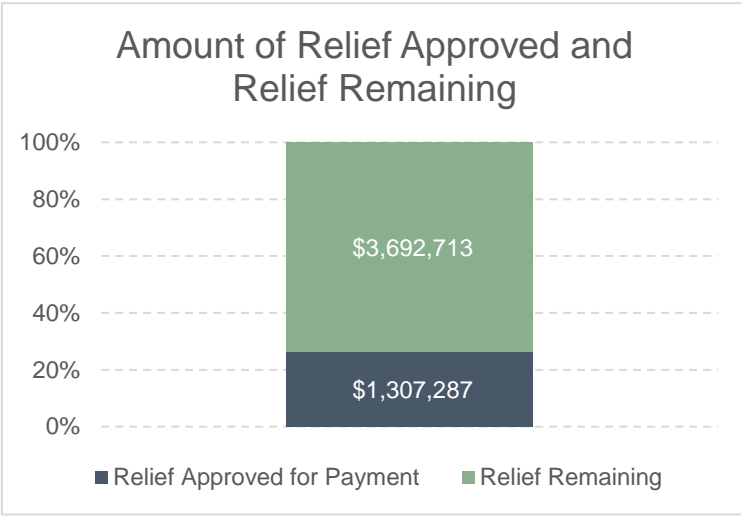 Amount of Relief Approved and
Relief Remaining
100%
80%
60%
40%
20%
0%
$3,692,713
$1,307,287
Relief Approved for Payment
Relief Remaining